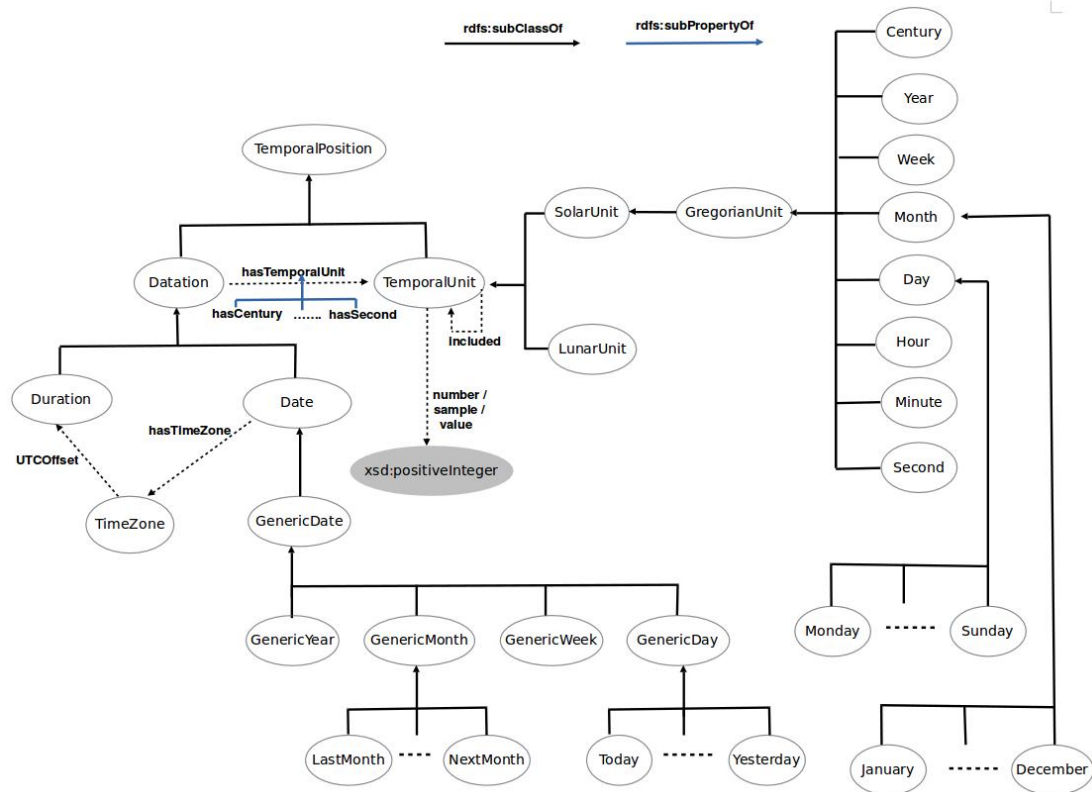 rdfs:subClassOf
rdfs:subPropertyOf
Century
Year
TemporalPosition
Week
SolarUnit
GregorianUnit
Month
Datation
hasTemporalUnit
TemporalUnit
Day
hasCentury
.......
hasSecond
included
LunarUnit
Hour
Duration
Date
number /
sample /
value
Minute
hasTimeZone
UTCOffset
xsd:positiveInteger
Second
TimeZone
GenericDate
GenericYear
GenericMonth
GenericWeek
GenericDay
Monday
Sunday
LastMonth
NextMonth
Today
Yesterday
January
December